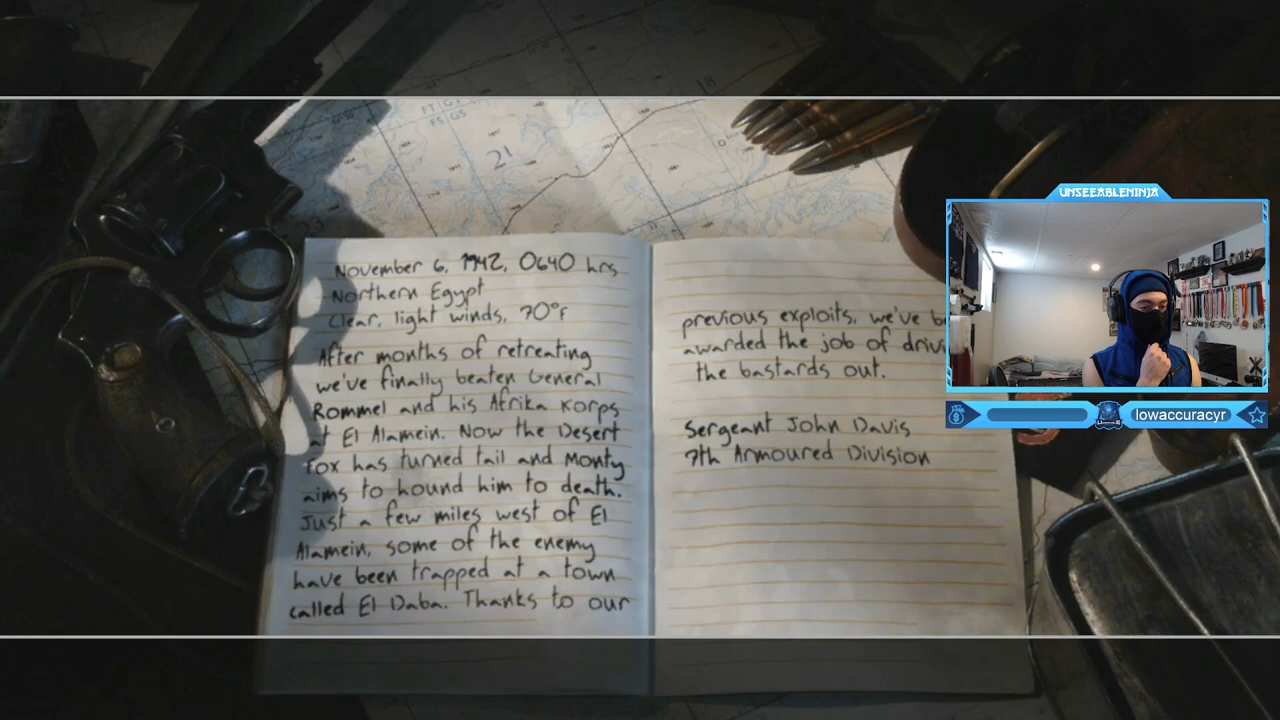 November 6, 1942, 0640 hrs
Northern Egypt
Clear, light winds, 70°F
After months of retreating
we've finally beaten General
Rommel and his Afrika Korps
at El Alamein. Now the Desert
Fox has turned tail and Monty
aims to hound him to death.
Just a few miles west of El
Alamein, some of the enemy
have been trapped at a town
called El Daba. Thanks to our
previous exploits, we've b
awarded the job of driv
the bastards out.
Sergeant John Davis
7th Armoured Division
UNSEEABLENINJA
lowaccuracyr
21